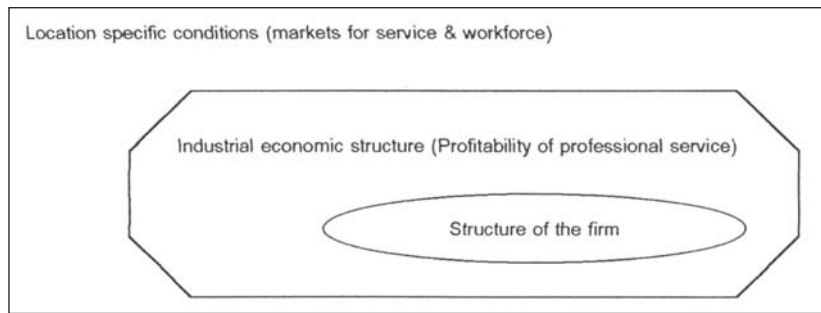 Location specific conditions (markets for service & workforce)
Industrial economic structure (Profitability of professional service)
Structure of the firm